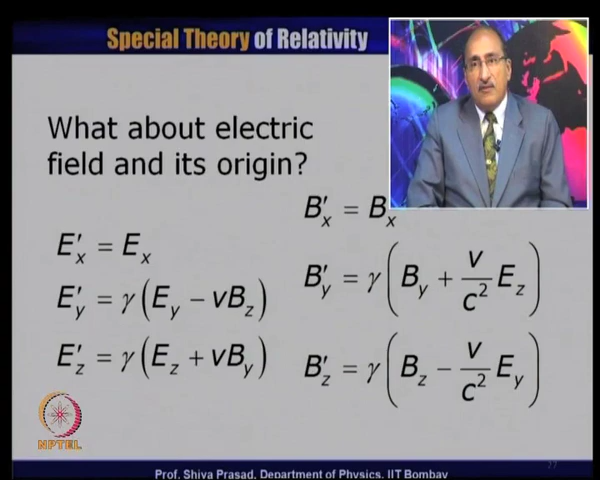 Special Theory of Relativity
What about electric
field and its origin?
E′x = Ex
E′y = γ(Ey − vBz)
E′z = γ(Ez + vBy)
B′x = Bx
B′y = γ(By + v/c² Ez)
B′z = γ(Bz − v/c² Ey)
NPTEL
77
Prof. Shiva Prasad, Department of Physics, IIT Bombay